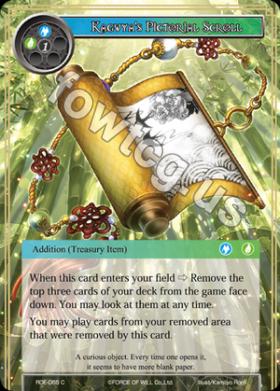 Kaguya's Pictorial Scroll
1
Addition (Treasury Item)
When this card enters your field ⇨ Remove
the top three cards of your deck from the game face
down. You may look at them at any time.
You may play cards from your removed
area that were removed by this card.
A curious object. Every time one opens it,
it seems to have more blank paper.
ROE-065 C
©FORCE OF WILL Co.,Ltd.
fowtcg.us